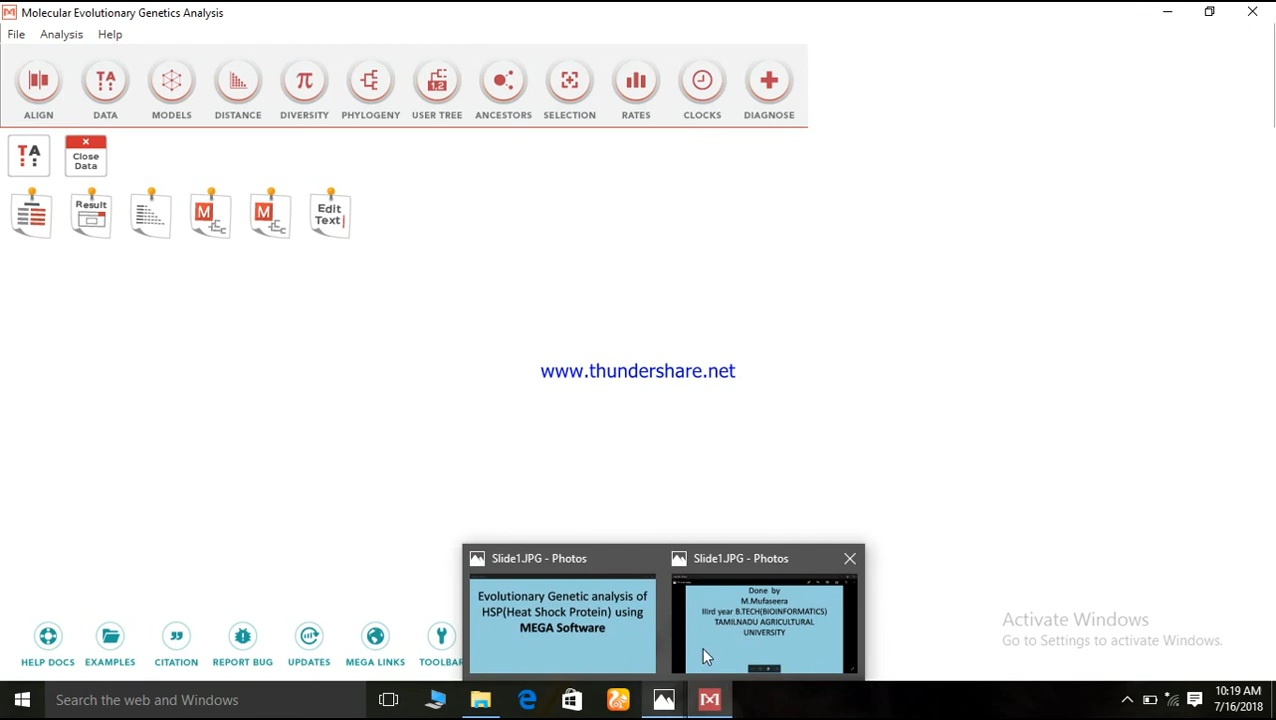 Molecular Evolutionary Genetics Analysis
File Analysis Help
TA 1.2 π
ALIGN DATA MODELS DISTANCE DIVERSITY PHYLOGENY USER TREE ANCESTORS SELECTION RATES CLOCKS DIAGNOSE
TA Close
Data
Result M M Edit
Text
www.thundershare.net
Slide1.JPG - Photos Slide1.JPG - Photos
Evolutionary Genetic analysis of
HSP(Heat Shock Protein) using
MEGA Software
Done by
M.Mufaseera
IIIrd year B.TECH(BIOINFORMATICS)
TAMILNADU AGRICULTURAL
UNIVERSITY
Activate Windows
Go to Settings to activate Windows.
HELP DOCS EXAMPLES CITATION REPORT BUG UPDATES MEGA LINKS TOOLBAR
Search the web and Windows
10:19 AM
7/16/2018